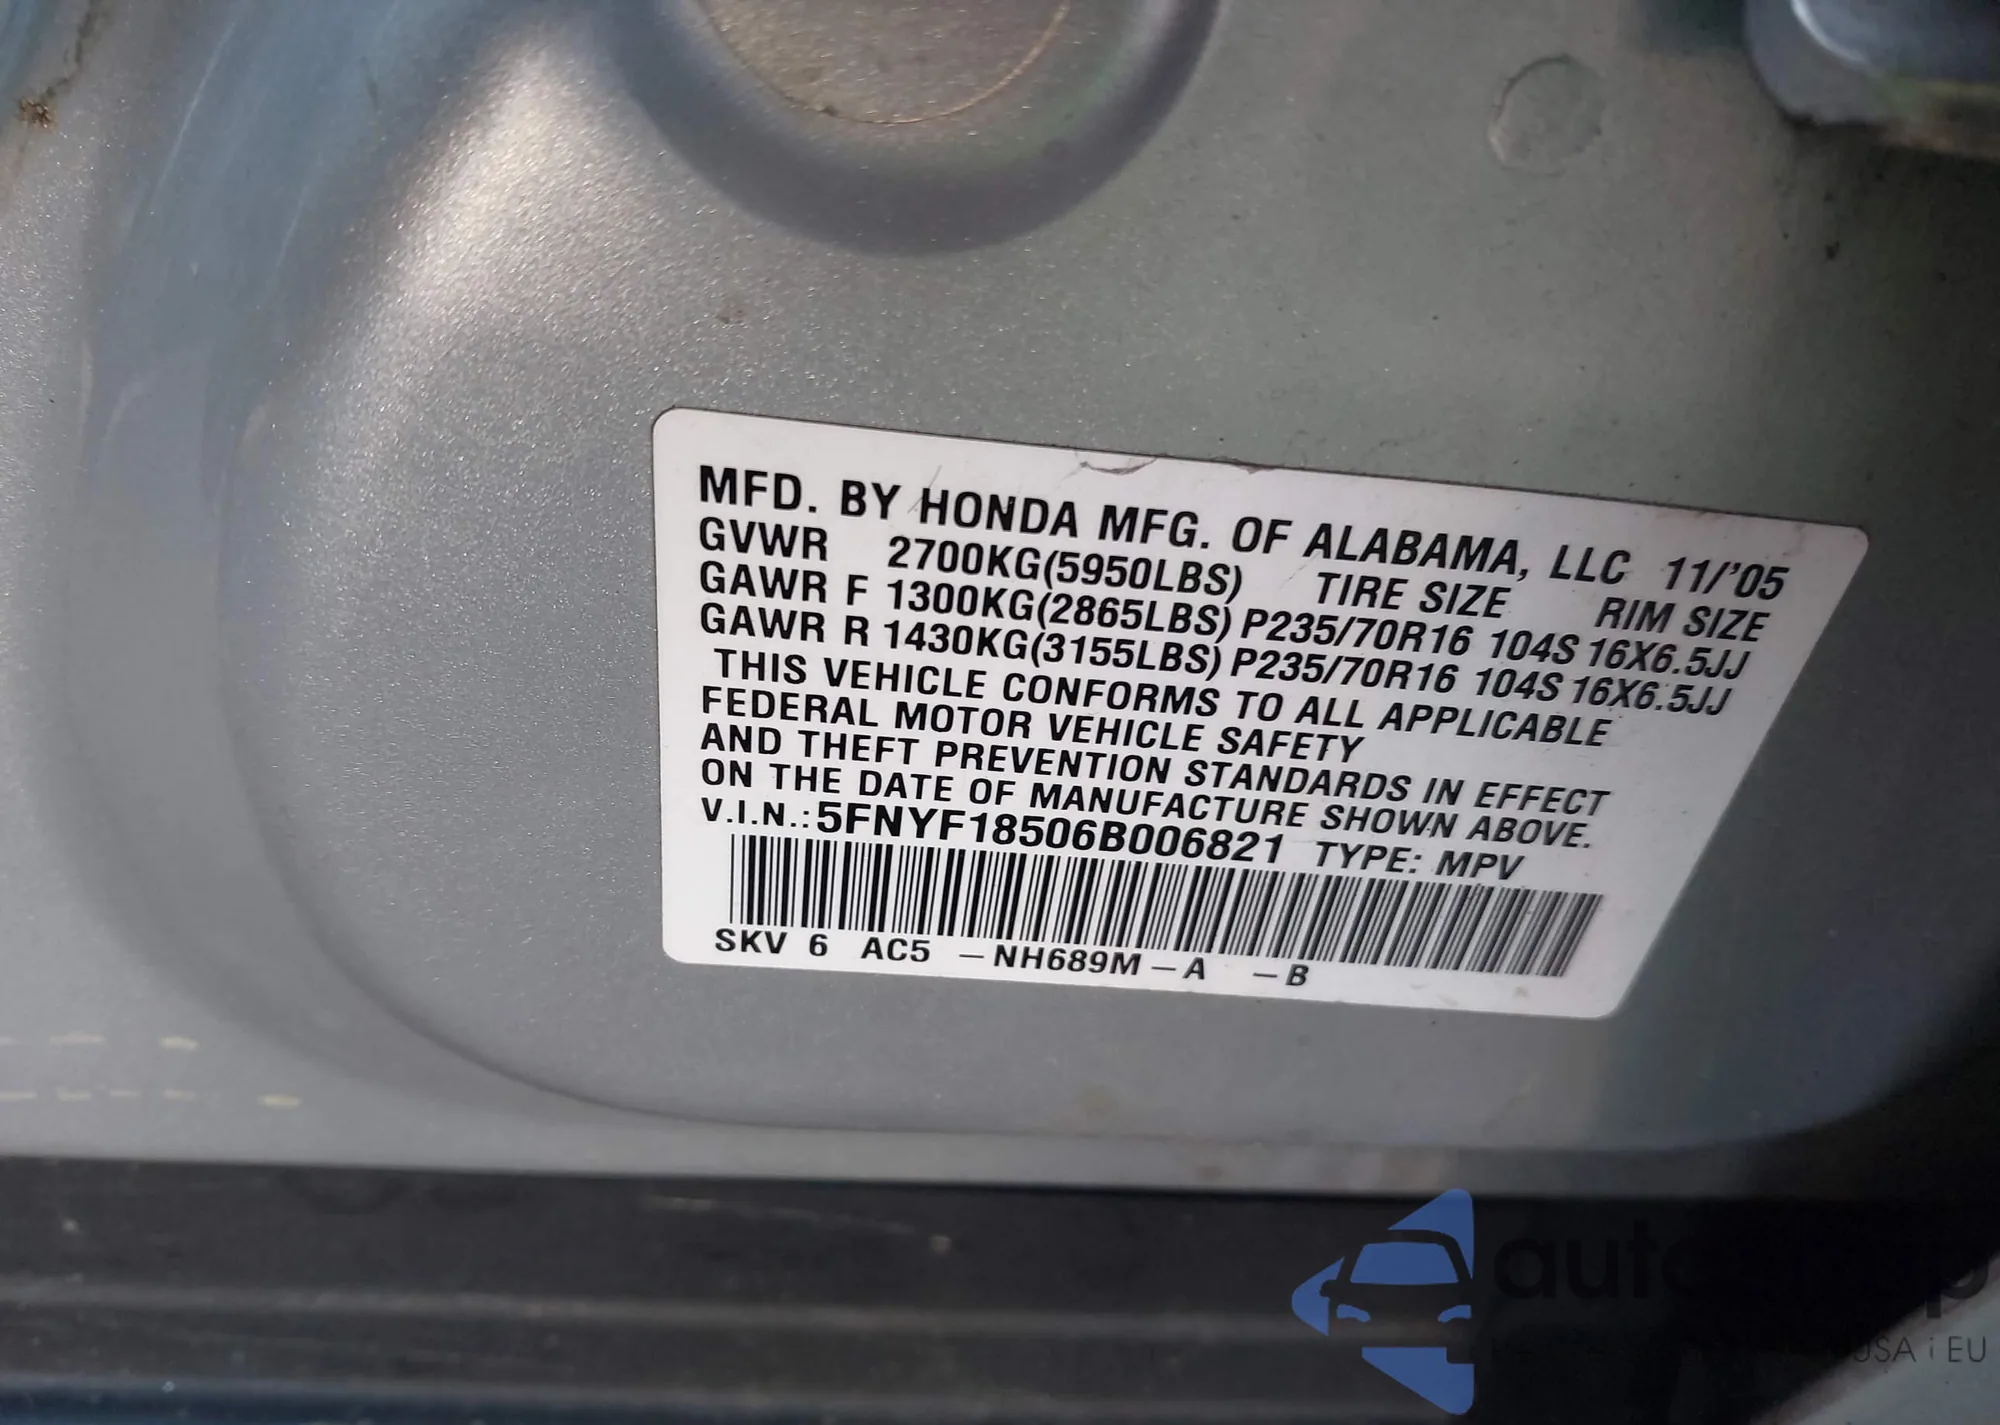 MFD. BY HONDA MFG. OF ALABAMA, LLC 11/'05
GVWR 2700KG(5950LBS) TIRE SIZE RIM SIZE
GAWR F 1300KG(2865LBS) P235/70R16 104S 16X6.5JJ
GAWR R 1430KG(3155LBS) P235/70R16 104S 16X6.5JJ
THIS VEHICLE CONFORMS TO ALL APPLICABLE
FEDERAL MOTOR VEHICLE SAFETY
AND THEFT PREVENTION STANDARDS IN EFFECT
ON THE DATE OF MANUFACTURE SHOWN ABOVE.
V.I.N.: 5FNYF18506B006821 TYPE: MPV
SKV 6 AC5 -NH689M-A -B
USA i EU